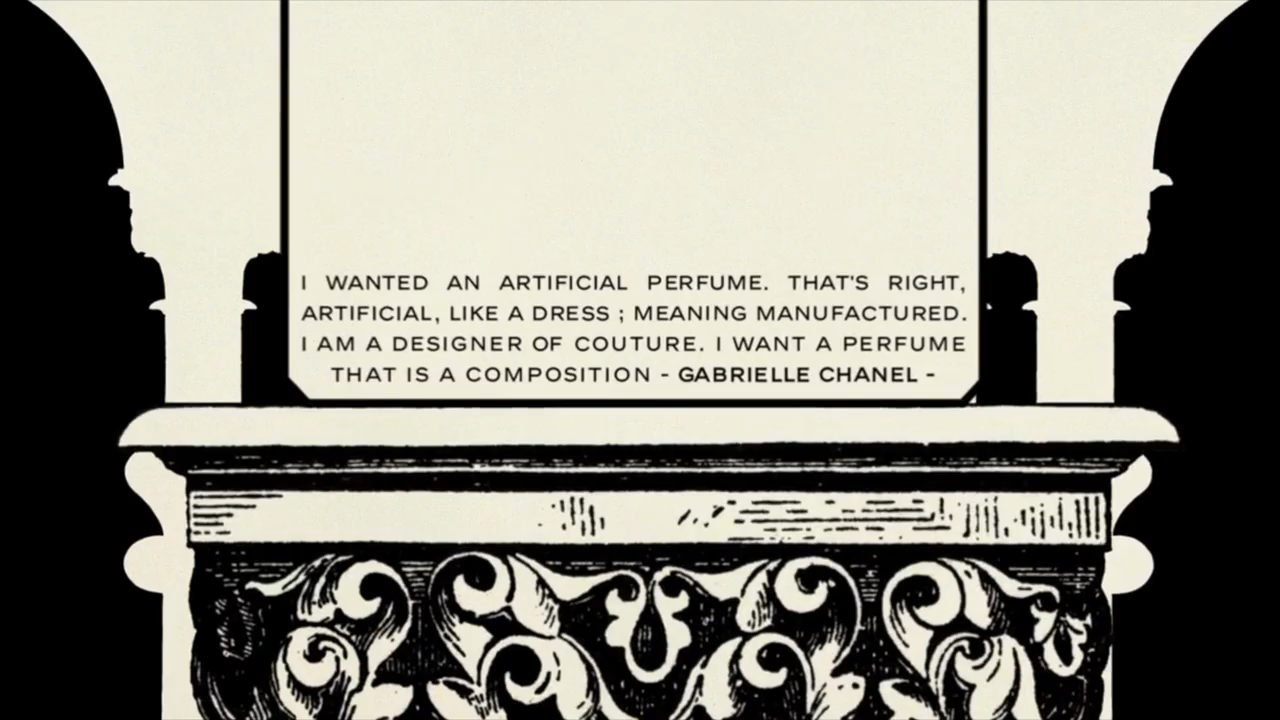 I WANTED AN ARTIFICIAL PERFUME. THAT'S RIGHT,
ARTIFICIAL, LIKE A DRESS ; MEANING MANUFACTURED.
I AM A DESIGNER OF COUTURE. I WANT A PERFUME
THAT IS A COMPOSITION - GABRIELLE CHANEL -